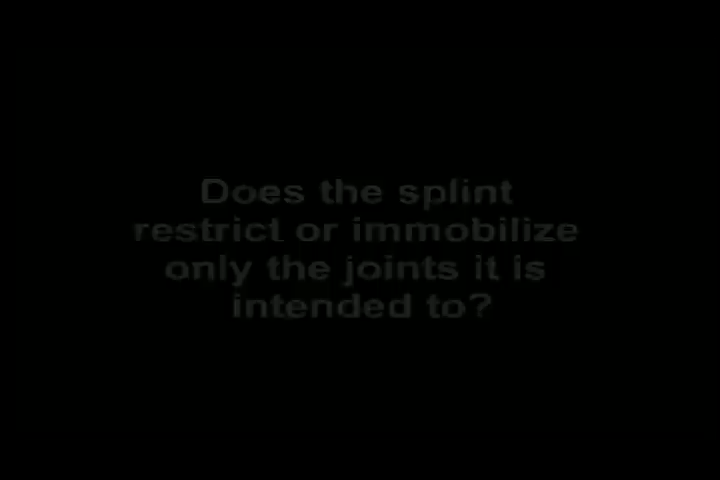 Does the splint
restrict or immobilize
only the joints it is
intended to?